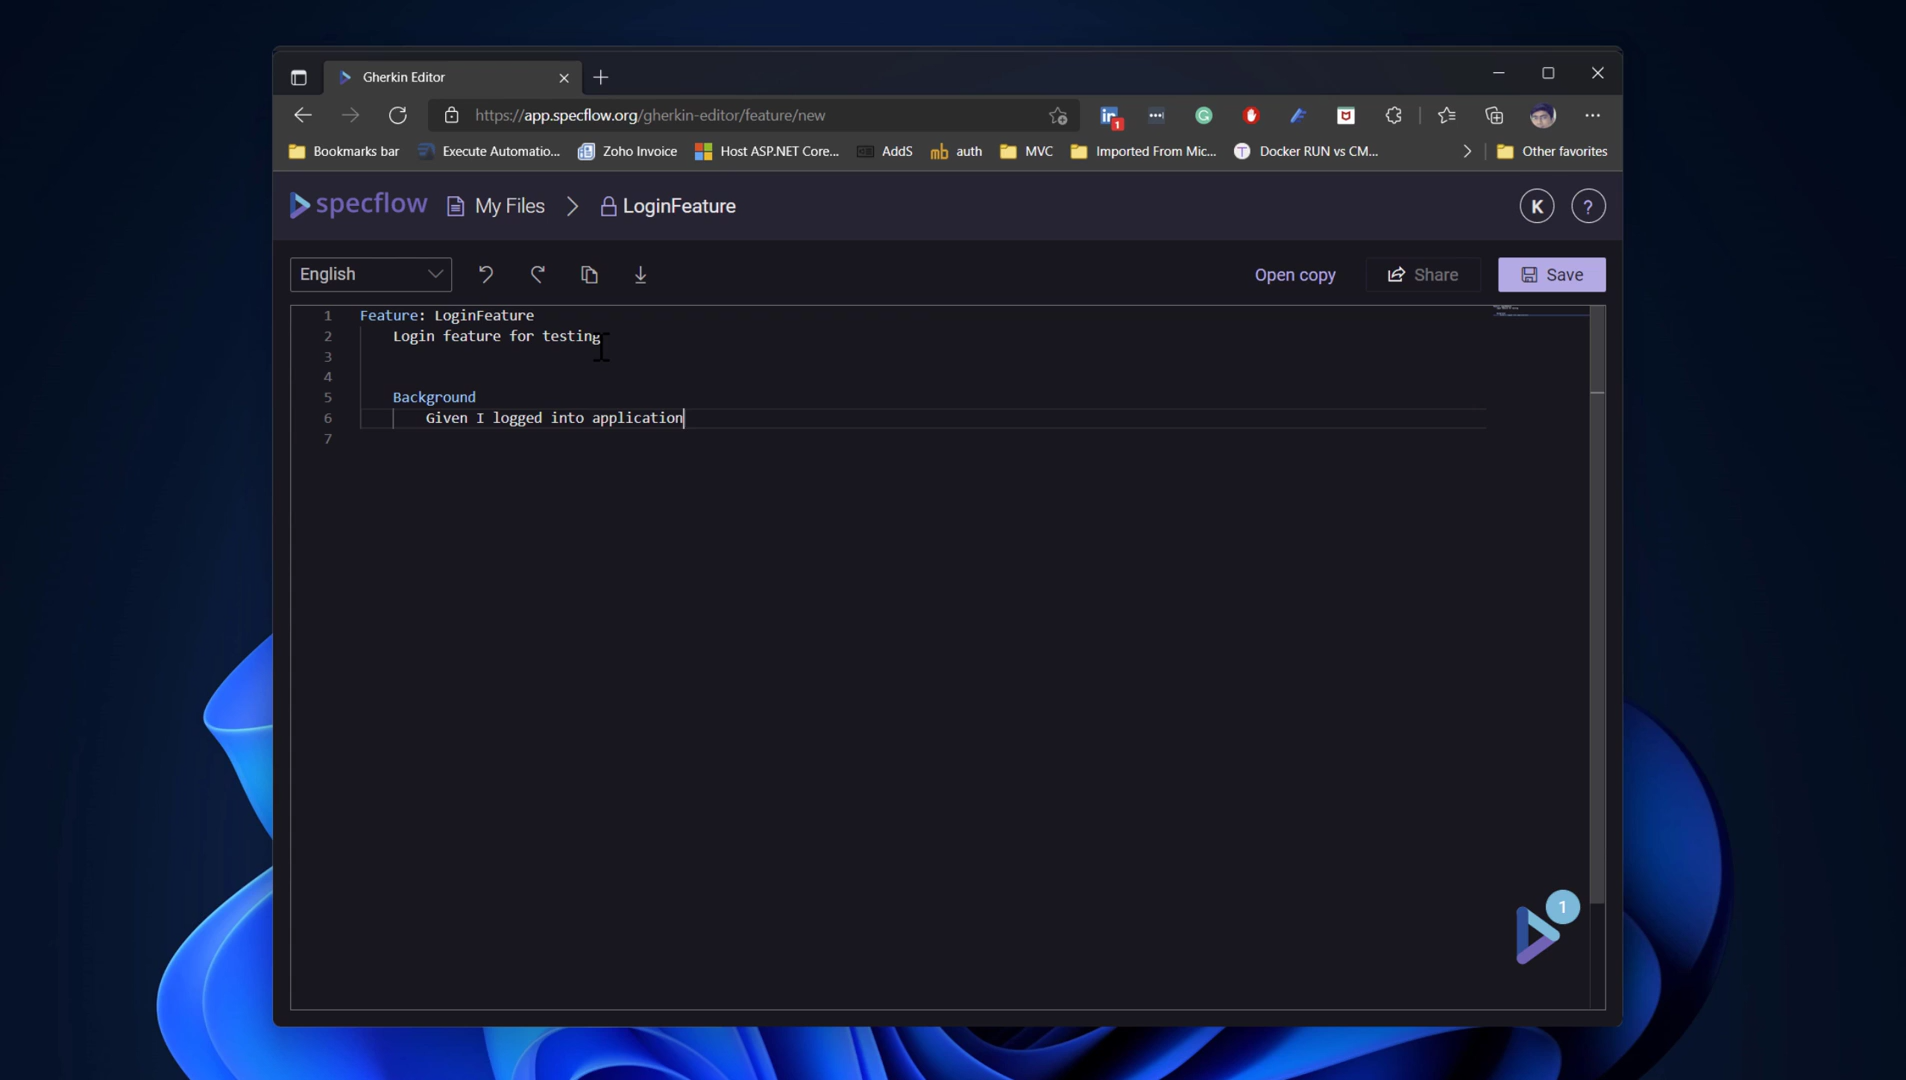 Gherkin Editor
https://app.specflow.org/gherkin-editor/feature/new
in 1
Bookmarks bar Execute Automatio... Zoho Invoice Host ASP.NET Core... AddS mb auth MVC Imported From Mic... T Docker RUN vs CM... Other favorites
specflow My Files > LoginFeature K ?
English Open copy Share Save
1 Feature: LoginFeature
2 Login feature for testing
3
4
5 Background
6 Given I logged into application
7
1